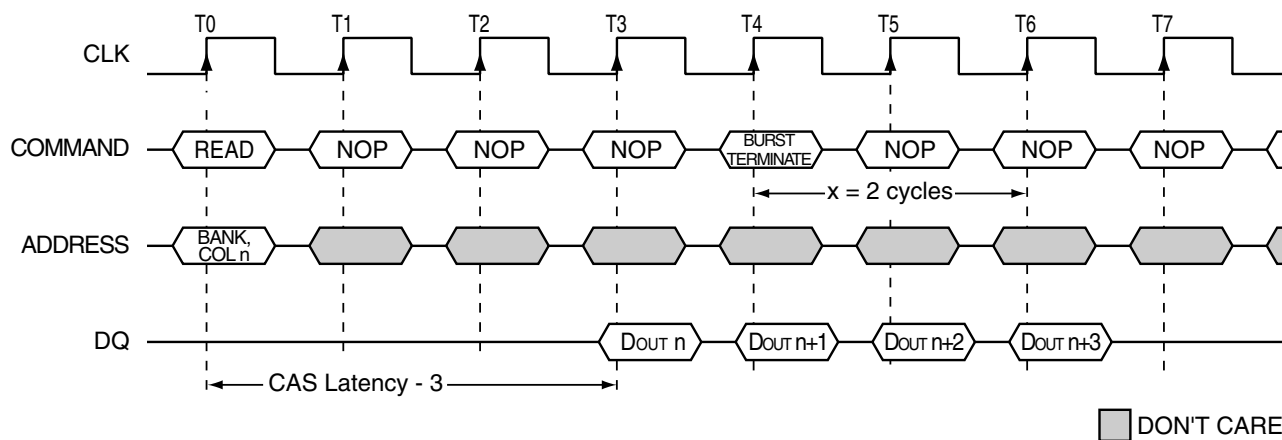 T0 T1 T2 T3 T4 T5 T6 T7
CLK
COMMAND READ NOP NOP NOP BURST TERMINATE NOP NOP NOP
x = 2 cycles
ADDRESS BANK, COL n
DQ DOUT n DOUT n+1 DOUT n+2 DOUT n+3
CAS Latency - 3
DON'T CARE